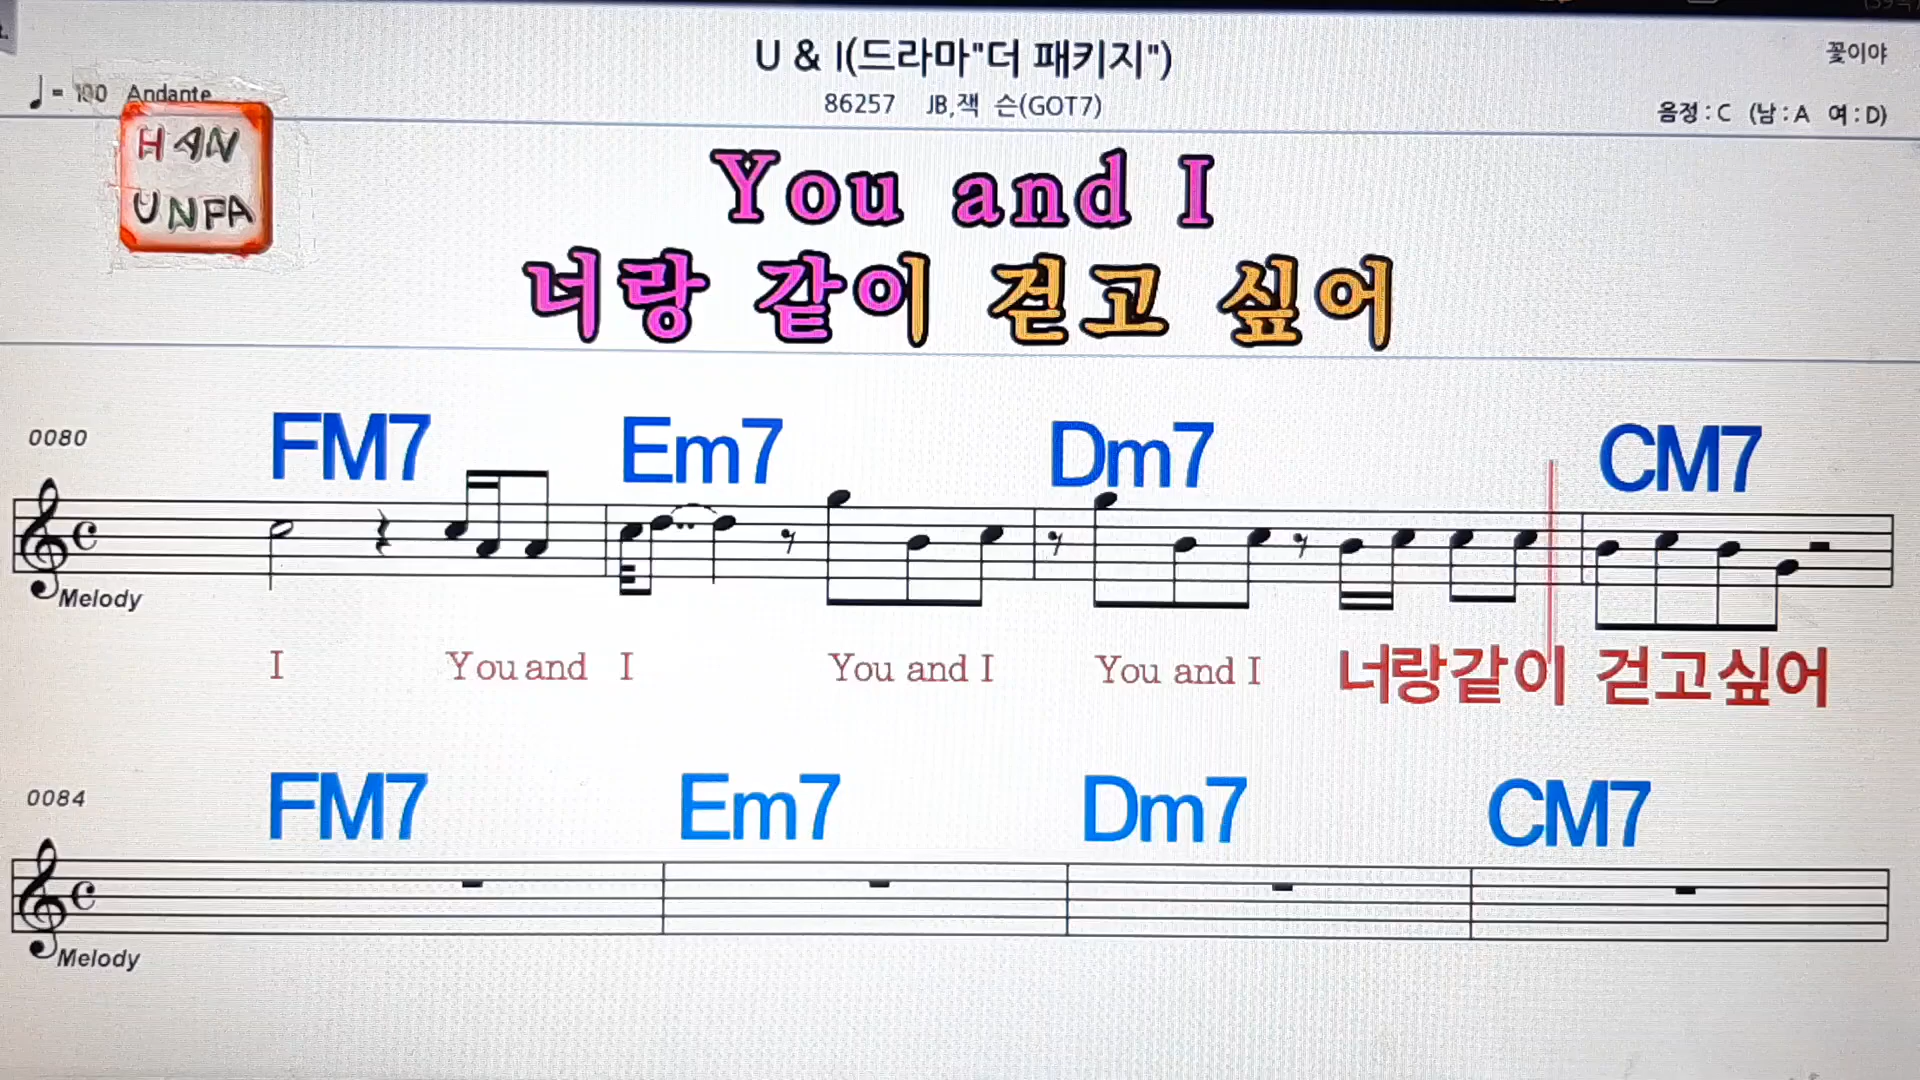 U & I(드라마"더 패키지")
꽃이야
♩= 100 Andante
86257 JB,잭 슨(GOT7)
음정 : C (남 : A 여 : D)
HAN
UNPA
You and I
너랑 같이 걷고 싶어
0080
FM7 Em7 Dm7 CM7
Melody
I You and I You and I You and I 너랑같이 걷고싶어
0084
FM7 Em7 Dm7 CM7
Melody